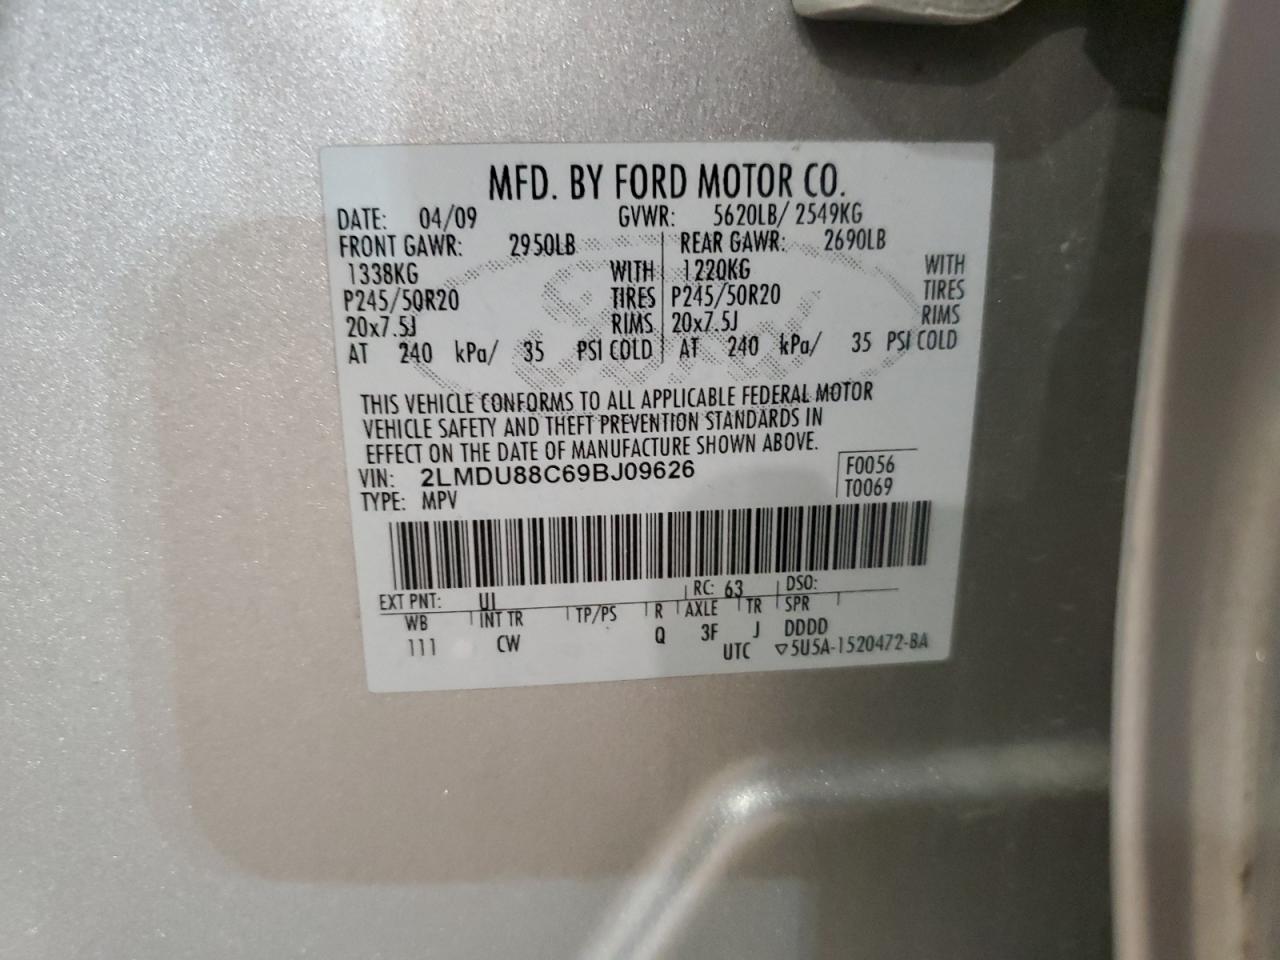 MFD. BY FORD MOTOR CO.
DATE: 04/09 GVWR: 5620LB/ 2549KG
FRONT GAWR: 2950LB REAR GAWR: 2690LB
1338KG WITH 1220KG WITH
P245/50R20 TIRES P245/50R20 TIRES
20x7.5J RIMS 20x7.5J RIMS
AT 240 kPa/ 35 PSI COLD AT 240 kPa/ 35 PSI COLD
THIS VEHICLE CONFORMS TO ALL APPLICABLE FEDERAL MOTOR
VEHICLE SAFETY AND THEFT PREVENTION STANDARDS IN
EFFECT ON THE DATE OF MANUFACTURE SHOWN ABOVE.
VIN: 2LMDU88C69BJ09626 F0056
TYPE: MPV T0069
EXT PNT: UI RC: 63 DSO:
WB INT TR TP/PS R AXLE TR SPR
111 CW Q 3F J DDDD
UTC ▽5U5A-1520472-BA
Ford